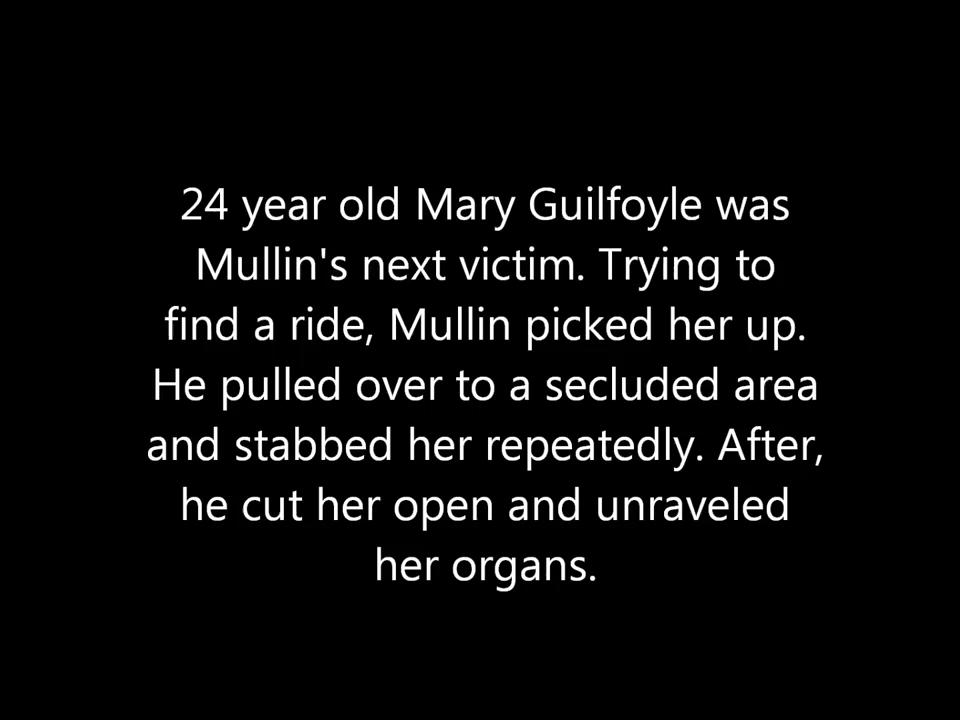 24 year old Mary Guilfoyle was
Mullin's next victim. Trying to
find a ride, Mullin picked her up.
He pulled over to a secluded area
and stabbed her repeatedly. After,
he cut her open and unraveled
her organs.